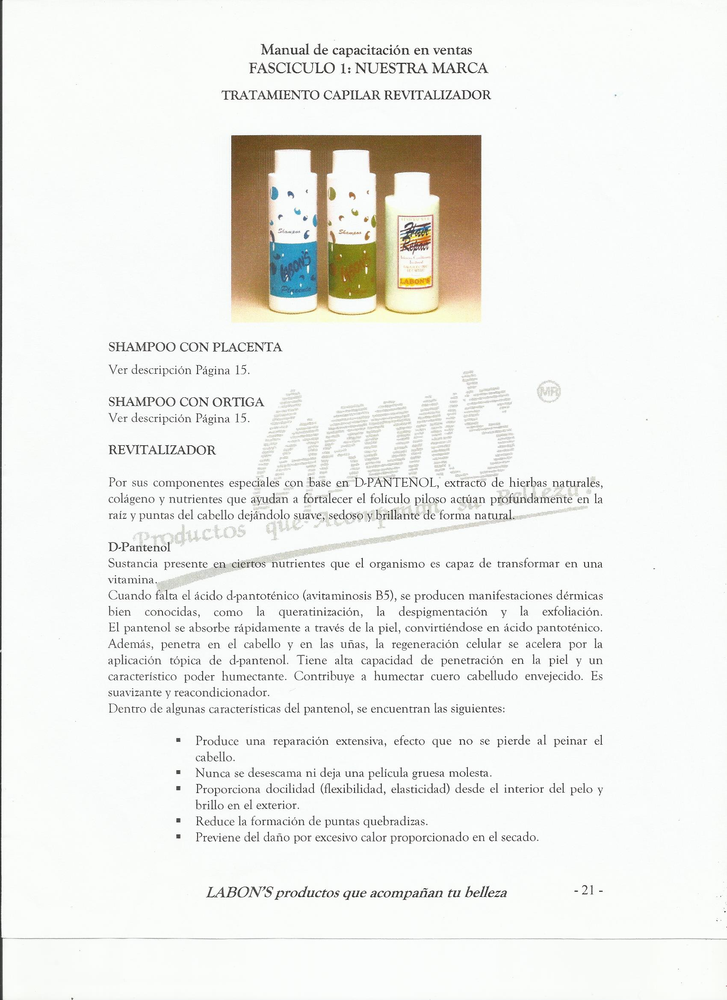 Manual de capacitación en ventas
FASCICULO 1: NUESTRA MARCA
TRATAMIENTO CAPILAR REVITALIZADOR
Shampoo
LABON'S
Placenta
Shampoo
LABON'S
Hair
Repair
LABON'S
SHAMPOO CON PLACENTA
Ver descripción Página 15.
SHAMPOO CON ORTIGA
Ver descripción Página 15.
REVITALIZADOR
LABON'S MR
Productos que Acompañan su Belleza!
Por sus componentes especiales con base en D-PANTENOL, extracto de hierbas naturales,
colágeno y nutrientes que ayudan a fortalecer el folículo piloso actúan profundamente en la
raíz y puntas del cabello dejándolo suave, sedoso y brillante de forma natural.
D-Pantenol
Sustancia presente en ciertos nutrientes que el organismo es capaz de transformar en una
vitamina.
Cuando falta el ácido d-pantoténico (avitaminosis B5), se producen manifestaciones dérmicas
bien conocidas, como la queratinización, la despigmentación y la exfoliación.
El pantenol se absorbe rápidamente a través de la piel, convirtiéndose en ácido pantoténico.
Además, penetra en el cabello y en las uñas, la regeneración celular se acelera por la
aplicación tópica de d-pantenol. Tiene alta capacidad de penetración en la piel y un
característico poder humectante. Contribuye a humectar cuero cabelludo envejecido. Es
suavizante y reacondicionador.
Dentro de algunas características del pantenol, se encuentran las siguientes:
▪ Produce una reparación extensiva, efecto que no se pierde al peinar el
cabello.
▪ Nunca se desescama ni deja una película gruesa molesta.
▪ Proporciona docilidad (flexibilidad, elasticidad) desde el interior del pelo y
brillo en el exterior.
▪ Reduce la formación de puntas quebradizas.
▪ Previene del daño por excesivo calor proporcionado en el secado.
LABON'S productos que acompañan tu belleza - 21 -